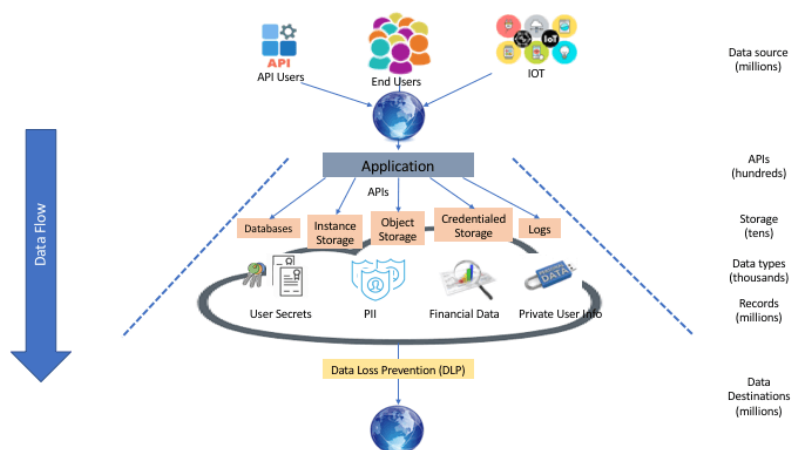 API
IoT
API Users
End Users
IOT
Data source
(millions)
Application
APIs
(hundreds)
APIs
Databases
Instance
Storage
Object
Storage
Credentialed
Storage
Logs
Storage
(tens)
Data Flow
DATA
Data types
(thousands)
User Secrets
PII
Financial Data
Private User Info
Records
(millions)
Data Loss Prevention (DLP)
Data
Destinations
(millions)